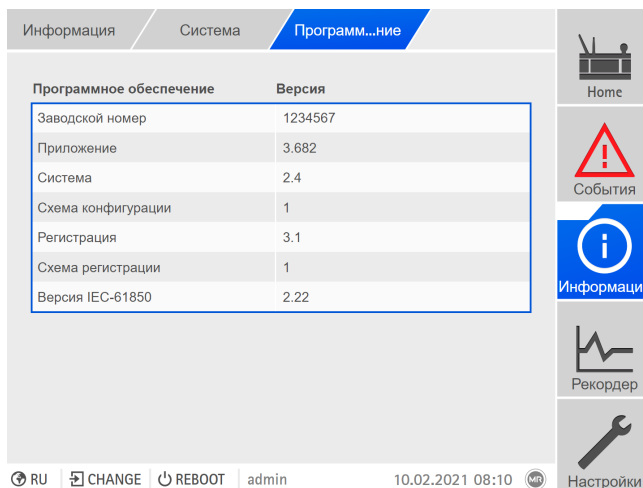 Информация Система Программ...ние
Программное обеспечение Версия
Заводской номер 1234567
Приложение 3.682
Система 2.4
Схема конфигурации 1
Регистрация 3.1
Схема регистрации 1
Версия IEC-61850 2.22
Home
События
Информаци
Рекордер
Настройки
RU CHANGE REBOOT admin 10.02.2021 08:10 MR